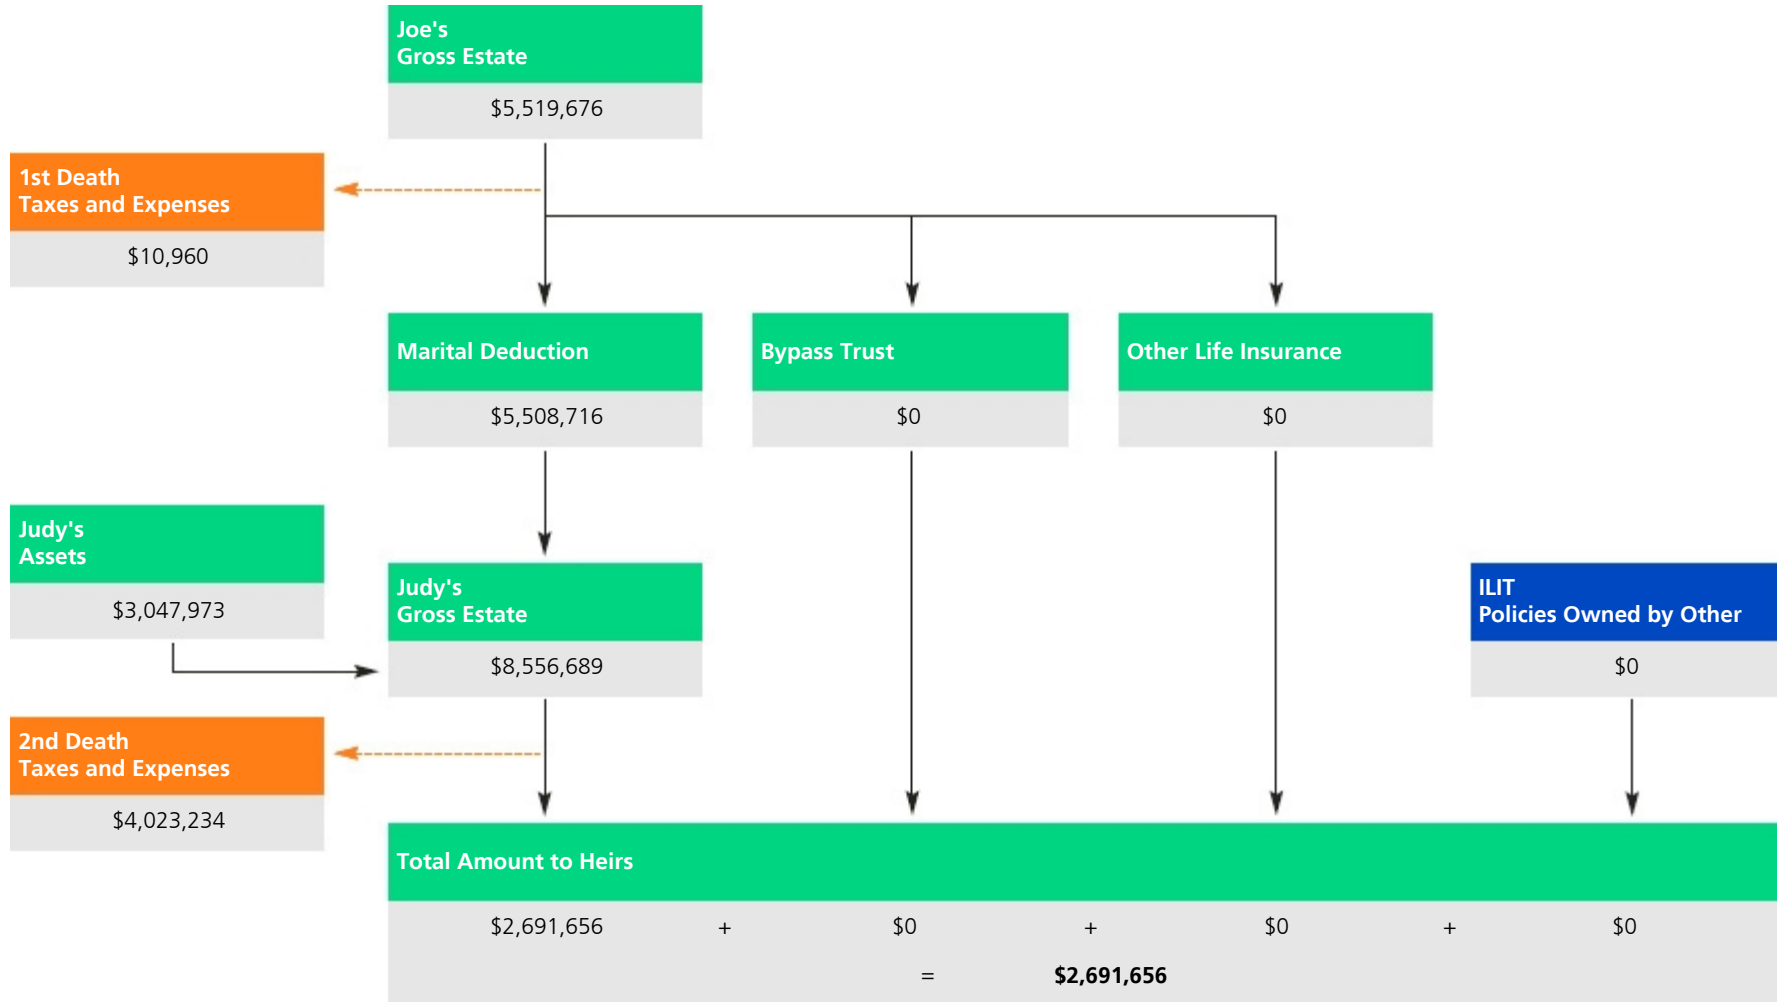 Joe's
Gross Estate
$5,519,676
1st Death
Taxes and Expenses
$10,960
Marital Deduction
$5,508,716
Bypass Trust
$0
Other Life Insurance
$0
Judy's
Assets
$3,047,973
Judy's
Gross Estate
$8,556,689
ILIT
Policies Owned by Other
$0
2nd Death
Taxes and Expenses
$4,023,234
Total Amount to Heirs
$2,691,656 + $0 + $0 + $0
= $2,691,656